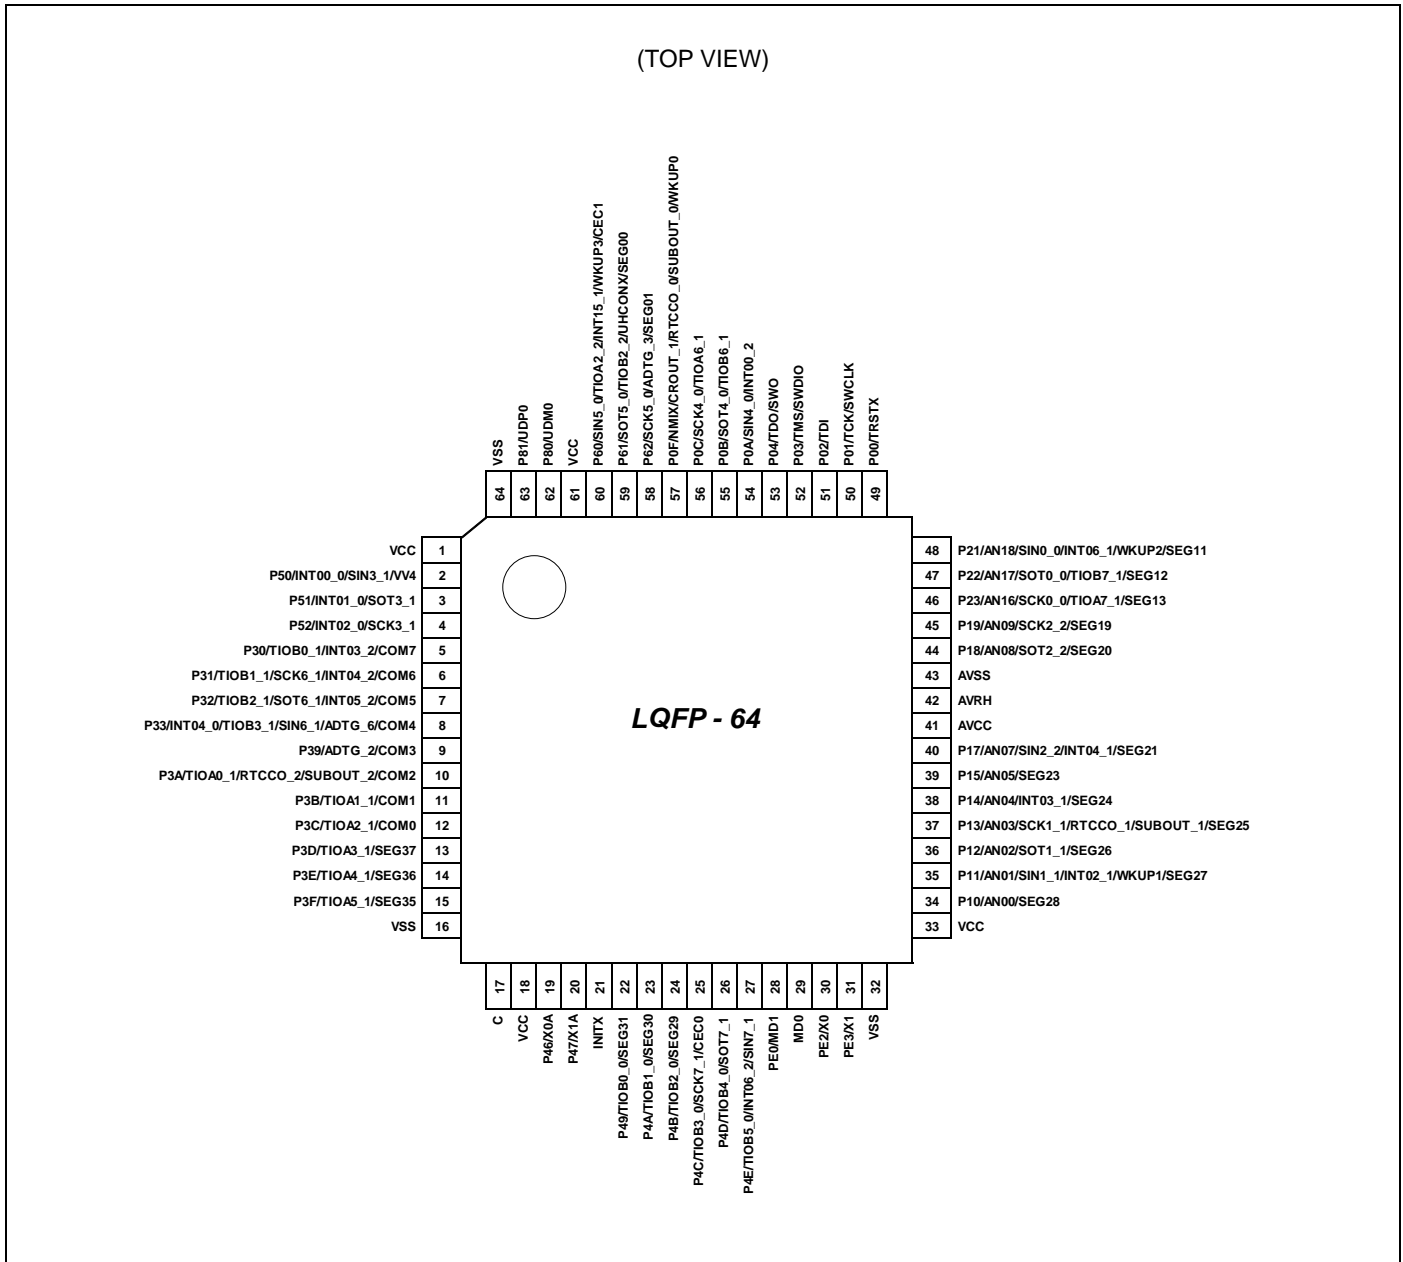 (TOP VIEW)
VSS
P81/UDP0
P80/UDM0
VCC
P60/SIN5_0/TIOA2_2/INT15_1/WKUP3/CEC1
P61/SOT5_0/TIOB2_2/UHCONX/SEG00
P62/SCK5_0/ADTG_3/SEG01
P0F/NMIX/CROUT_1/RTCCO_0/SUBOUT_0/WKUP0
P0C/SCK4_0/TIOA6_1
P0B/SOT4_0/TIOB6_1
P0A/SIN4_0/INT00_2
P04/TDO/SWO
P03/TMS/SWDIO
P02/TDI
P01/TCK/SWCLK
P00/TRSTX
64
63
62
61
60
59
58
57
56
55
54
53
52
51
50
49
VCC 1
P50/INT00_0/SIN3_1/VV4 2
P51/INT01_0/SOT3_1 3
P52/INT02_0/SCK3_1 4
P30/TIOB0_1/INT03_2/COM7 5
P31/TIOB1_1/SCK6_1/INT04_2/COM6 6
P32/TIOB2_1/SOT6_1/INT05_2/COM5 7
P33/INT04_0/TIOB3_1/SIN6_1/ADTG_6/COM4 8
P39/ADTG_2/COM3 9
P3A/TIOA0_1/RTCCO_2/SUBOUT_2/COM2 10
P3B/TIOA1_1/COM1 11
P3C/TIOA2_1/COM0 12
P3D/TIOA3_1/SEG37 13
P3E/TIOA4_1/SEG36 14
P3F/TIOA5_1/SEG35 15
VSS 16
LQFP - 64
48 P21/AN18/SIN0_0/INT06_1/WKUP2/SEG11
47 P22/AN17/SOT0_0/TIOB7_1/SEG12
46 P23/AN16/SCK0_0/TIOA7_1/SEG13
45 P19/AN09/SCK2_2/SEG19
44 P18/AN08/SOT2_2/SEG20
43 AVSS
42 AVRH
41 AVCC
40 P17/AN07/SIN2_2/INT04_1/SEG21
39 P15/AN05/SEG23
38 P14/AN04/INT03_1/SEG24
37 P13/AN03/SCK1_1/RTCCO_1/SUBOUT_1/SEG25
36 P12/AN02/SOT1_1/SEG26
35 P11/AN01/SIN1_1/INT02_1/WKUP1/SEG27
34 P10/AN00/SEG28
33 VCC
17
18
19
20
21
22
23
24
25
26
27
28
29
30
31
32
C
VCC
P46/X0A
P47/X1A
INITX
P49/TIOB0_0/SEG31
P4A/TIOB1_0/SEG30
P4B/TIOB2_0/SEG29
P4C/TIOB3_0/SCK7_1/CEC0
P4D/TIOB4_0/SOT7_1
P4E/TIOB5_0/INT06_2/SIN7_1
PE0/MD1
MD0
PE2/X0
PE3/X1
VSS